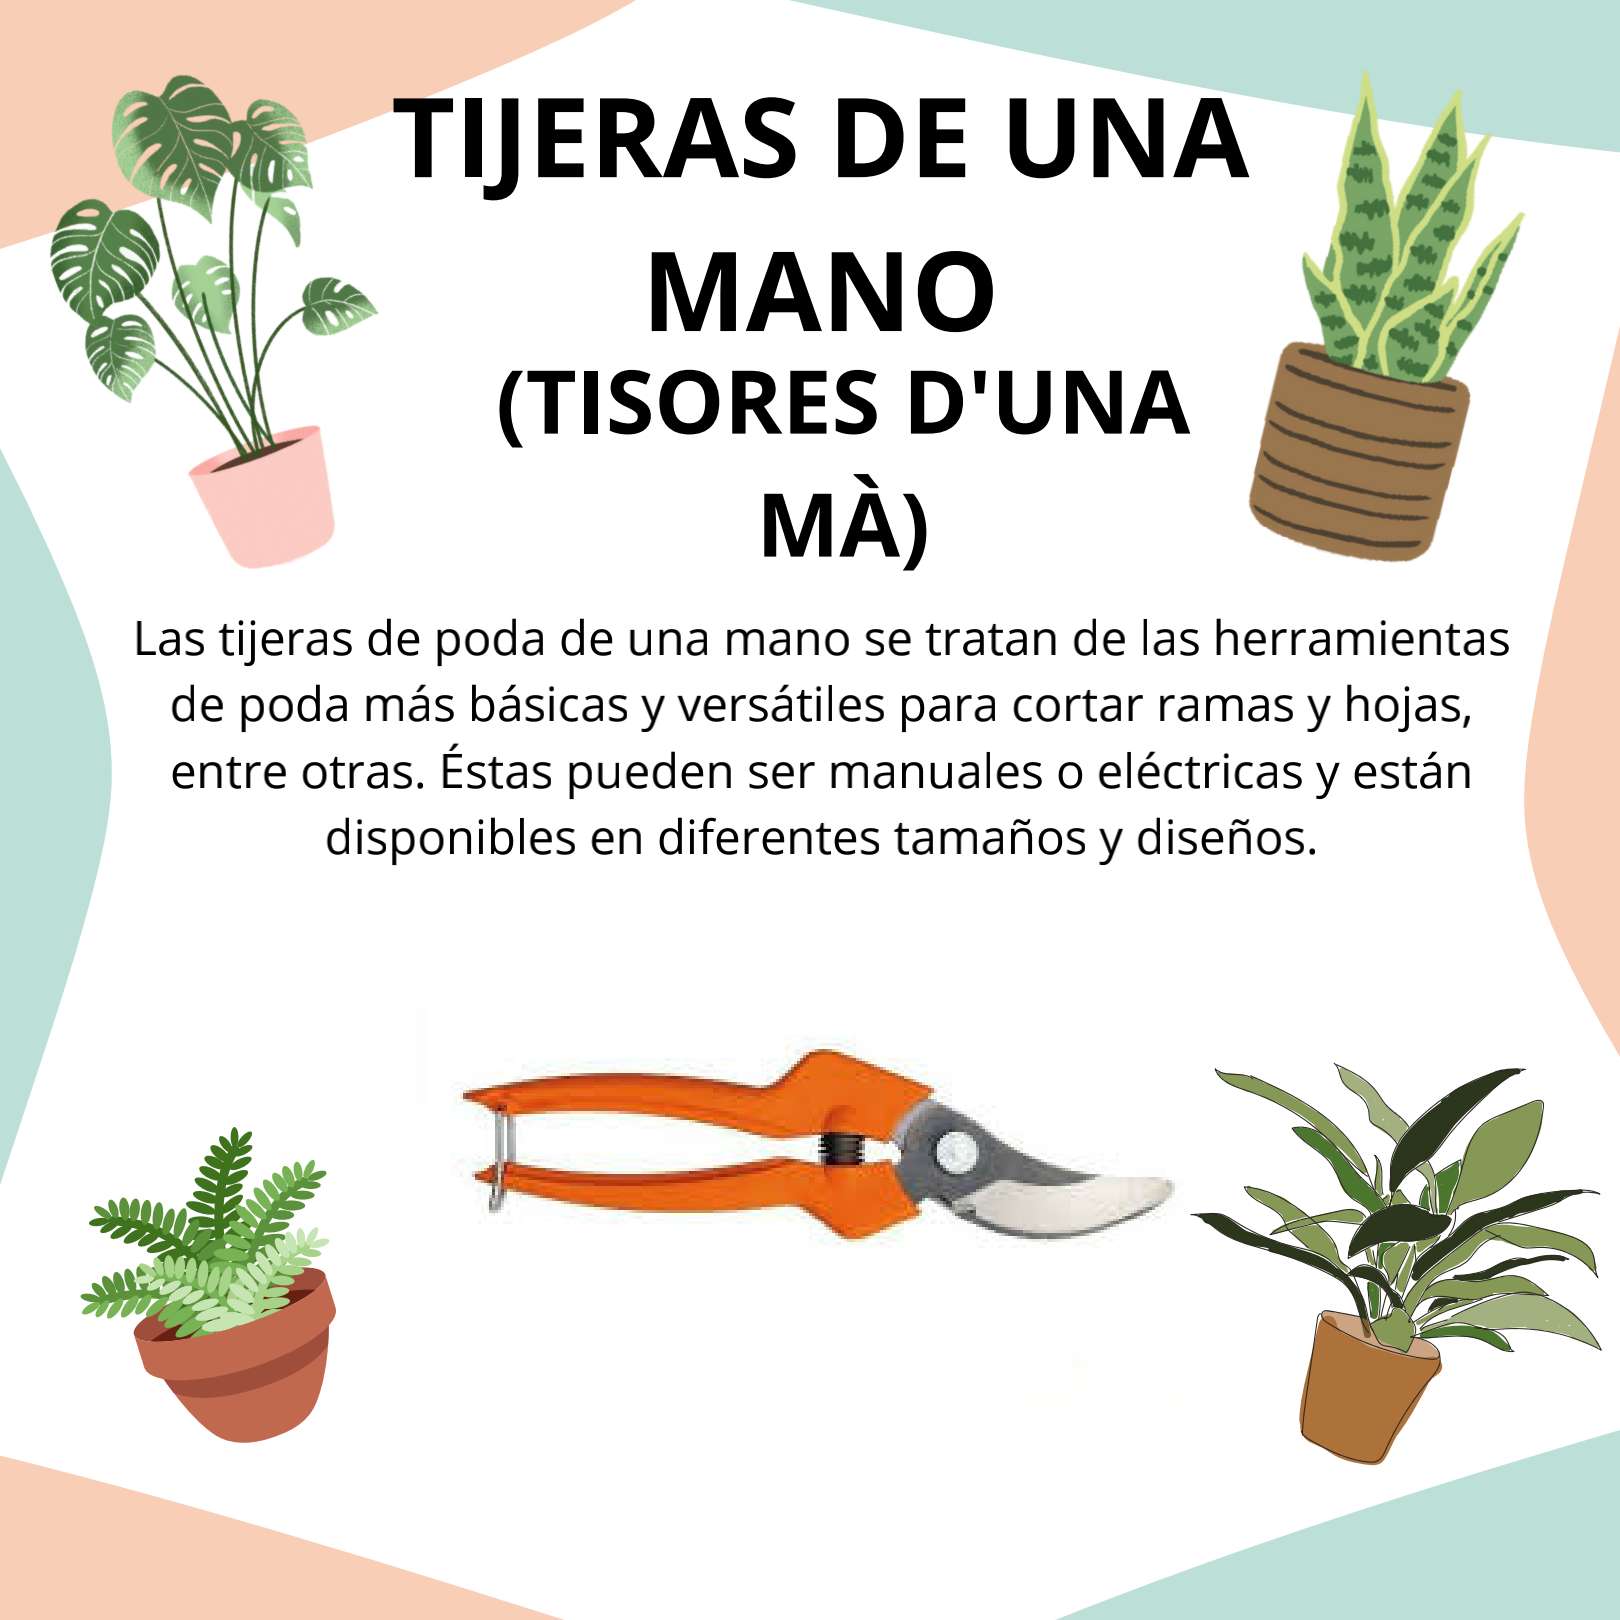 TIJERAS DE UNA
MANO
(TISORES D'UNA
MÀ)
Las tijeras de poda de una mano se tratan de las herramientas
de poda más básicas y versátiles para cortar ramas y hojas,
entre otras. Éstas pueden ser manuales o eléctricas y están
disponibles en diferentes tamaños y diseños.